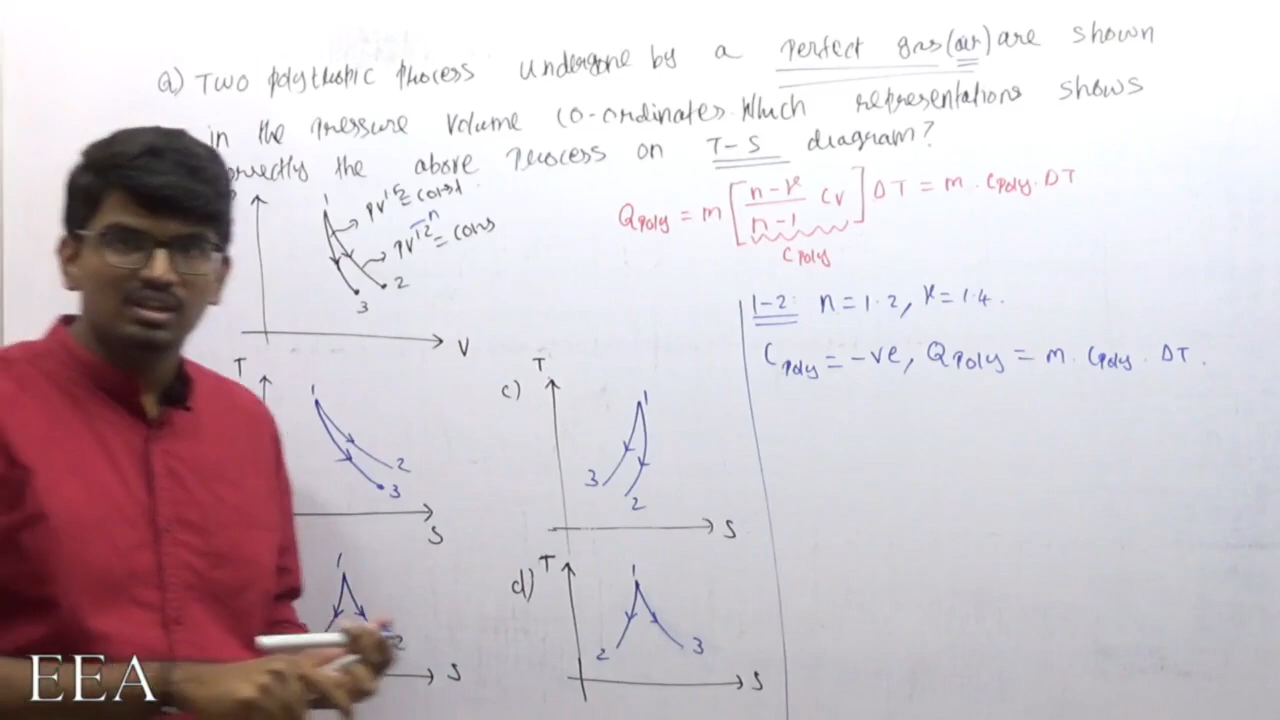 Q) Two polytropic process undergone by a perfect gas (air) are shown
in the pressure volume co-ordinates. Which representations shows
correctly the above process on T-S diagram?
Qpoly = m [ n-γ / n-1 Cv ] ΔT = m . Cpoly . ΔT
Cpoly
1
PV^1.5 = const
n
PV^1.2 = cons
2
3
V
1-2: n = 1.2, γ = 1.4.
Cpoly = -ve, Qpoly = m . Cpoly . ΔT .
T
1
2
3
S
c)
T
1
3
2
S
1
2
S
d)
T
1
2
3
S
EEA